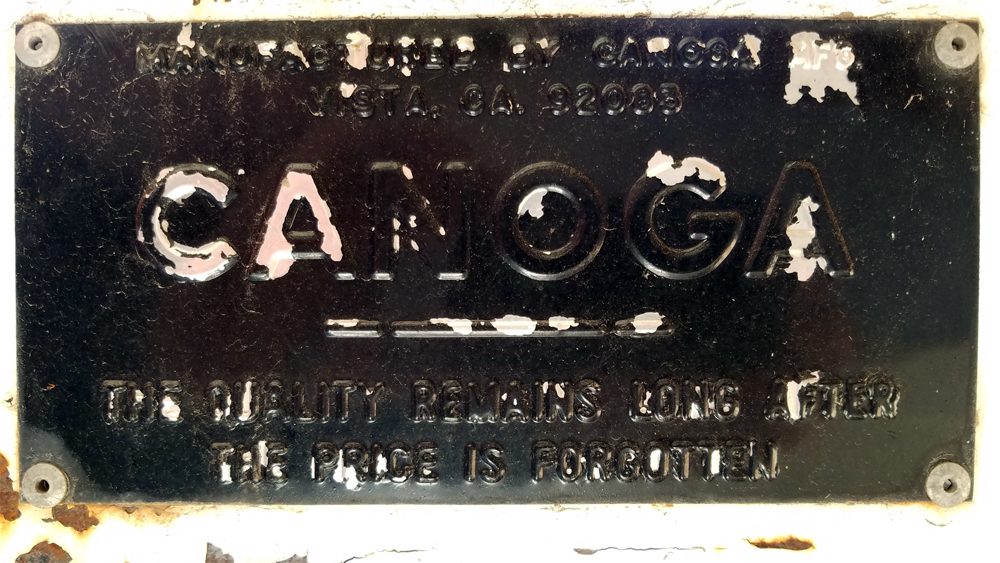 MANUFACTURED BY CANOGA MFG.
VISTA, CA. 92083
CANOGA
THE QUALITY REMAINS LONG AFTER
THE PRICE IS FORGOTTEN